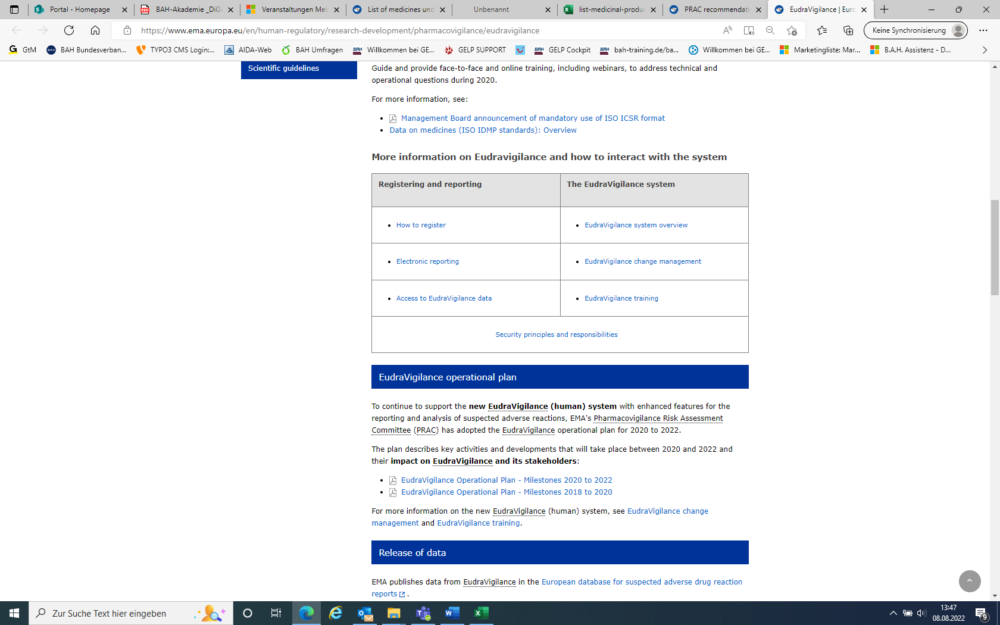 Portal - Homepage
BAH-Akademie _DiGA
Veranstaltungen Mei
List of medicines und
Unbenannt
list-medicinal-produ
PRAC recommendati
EudraVigilance | Euro
https://www.ema.europa.eu/en/human-regulatory/research-development/pharmacovigilance/eudravigilance
Keine Synchronisierung
GtM
BAH Bundesverban...
TYPO3 CMS Login:...
AIDA-Web
BAH Umfragen
Willkommen bei GE...
GELP SUPPORT
GELP Cockpit
bah-training.de/ba...
Willkommen bei GE...
Marketingliste: Mar...
B.A.H. Assistenz - D...
Scientific guidelines
Guide and provide face-to-face and online training, including webinars, to address technical and
operational questions during 2020.
For more information, see:
Management Board announcement of mandatory use of ISO ICSR format
Data on medicines (ISO IDMP standards): Overview
More information on Eudravigilance and how to interact with the system
Registering and reporting
The EudraVigilance system
How to register
EudraVigilance system overview
Electronic reporting
EudraVigilance change management
Access to EudraVigilance data
EudraVigilance training
Security principles and responsibilities
EudraVigilance operational plan
To continue to support the new EudraVigilance (human) system with enhanced features for the
reporting and analysis of suspected adverse reactions, EMA's Pharmacovigilance Risk Assessment
Committee (PRAC) has adopted the EudraVigilance operational plan for 2020 to 2022.
The plan describes key activities and developments that will take place between 2020 and 2022 and
their impact on EudraVigilance and its stakeholders:
EudraVigilance Operational Plan - Milestones 2020 to 2022
EudraVigilance Operational Plan - Milestones 2018 to 2020
For more information on the new EudraVigilance (human) system, see EudraVigilance change
management and EudraVigilance training.
Release of data
EMA publishes data from EudraVigilance in the European database for suspected adverse drug reaction
reports .
Zur Suche Text hier eingeben
13:47
08.08.2022
9